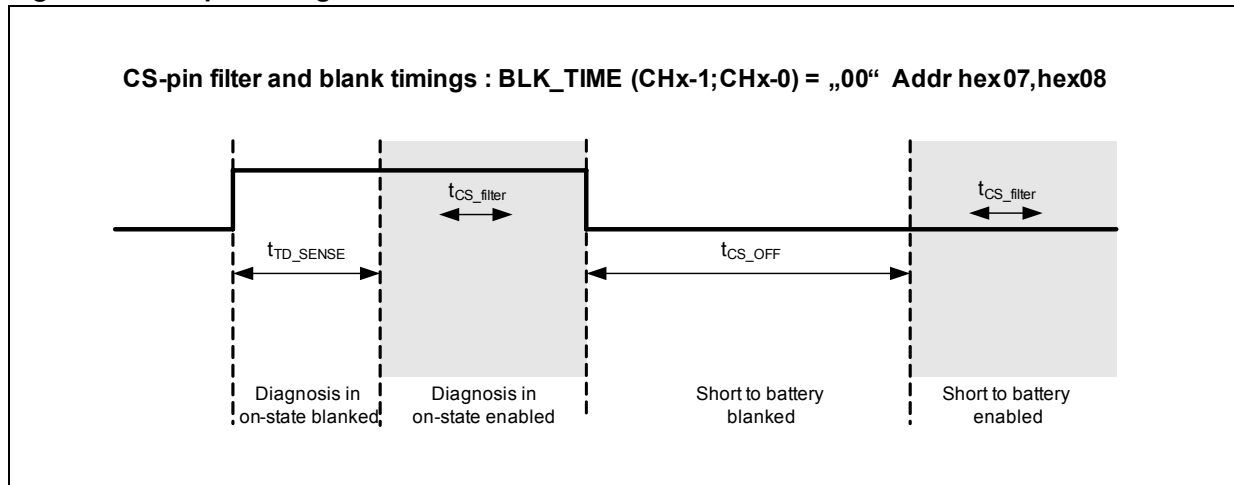 CS-pin filter and blank timings : BLK_TIME (CHx-1;CHx-0) = „00“ Addr hex07,hex08
tCS_filter
tCS_filter
tTD_SENSE
tCS_OFF
Diagnosis in
on-state blanked
Diagnosis in
on-state enabled
Short to battery
blanked
Short to battery
enabled